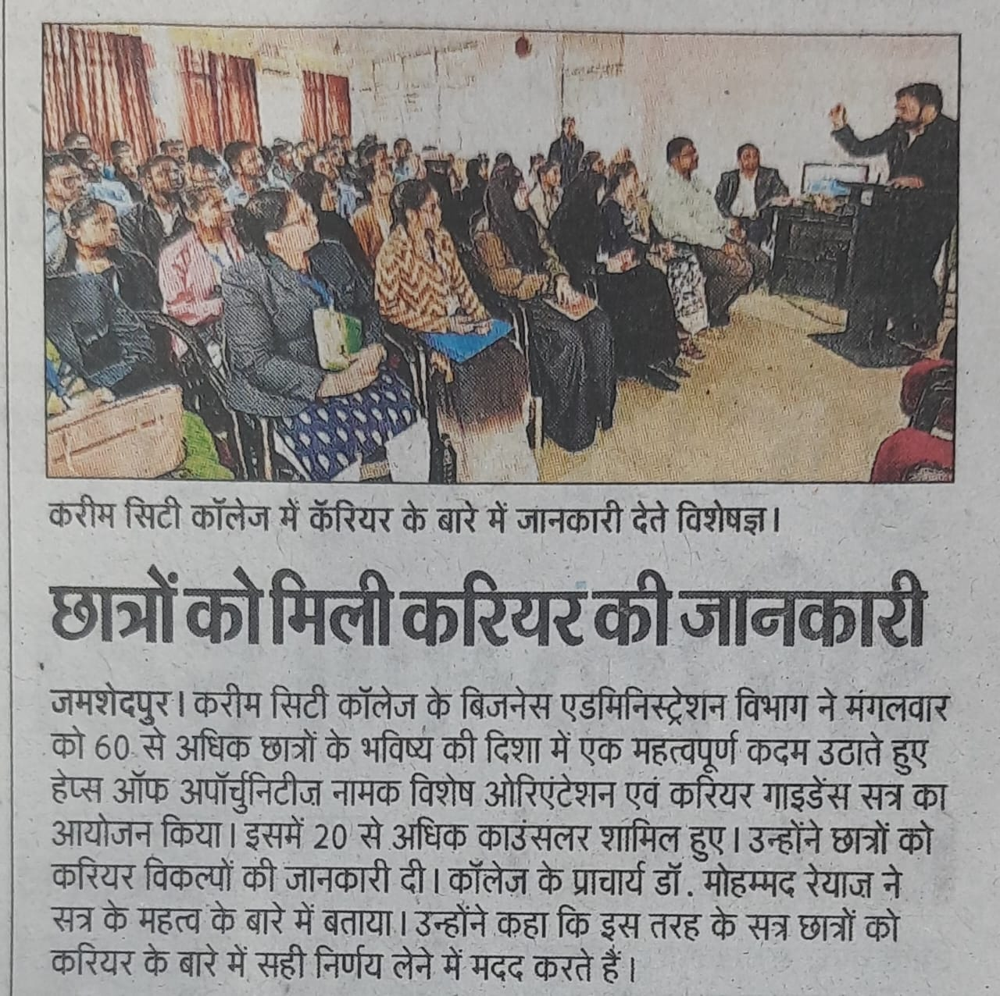 करीम सिटी कॉलेज में कॅरियर के बारे में जानकारी देते विशेषज्ञ।
छात्रों को मिली करियर की जानकारी
जमशेदपुर। करीम सिटी कॉलेज के बिजनेस एडमिनिस्ट्रेशन विभाग ने मंगलवार
को 60 से अधिक छात्रों के भविष्य की दिशा में एक महत्वपूर्ण कदम उठाते हुए
हेप्स ऑफ अपॉर्चुनिटीज नामक विशेष ओरिएंटेशन एवं करियर गाइडेंस सत्र का
आयोजन किया। इसमें 20 से अधिक काउंसलर शामिल हुए। उन्होंने छात्रों को
करियर विकल्पों की जानकारी दी। कॉलेज के प्राचार्य डॉ. मोहम्मद रेयाज ने
सत्र के महत्व के बारे में बताया। उन्होंने कहा कि इस तरह के सत्र छात्रों को
करियर के बारे में सही निर्णय लेने में मदद करते हैं।